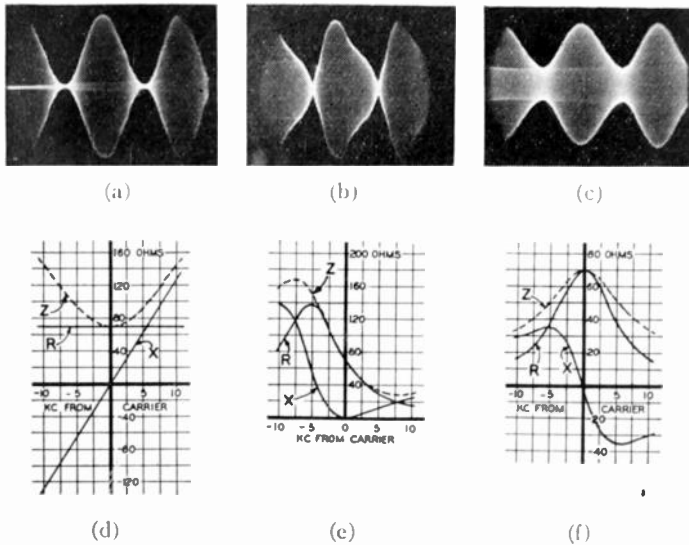 (a) (b) (c)
160 OHMS
120
80
40
-40
-80
-120
Z
R
X
-10 -5 0 5 10
KC FROM CARRIER
(d)
200 OHMS
160
120
80
40
Z
R
X
-10 -5 0 5 10
KC FROM CARRIER
(e)
80 OHMS
60
40
20
-20
-40
Z
R
X
-10 -5 0 5 10
KC FROM CARRIER
(f)